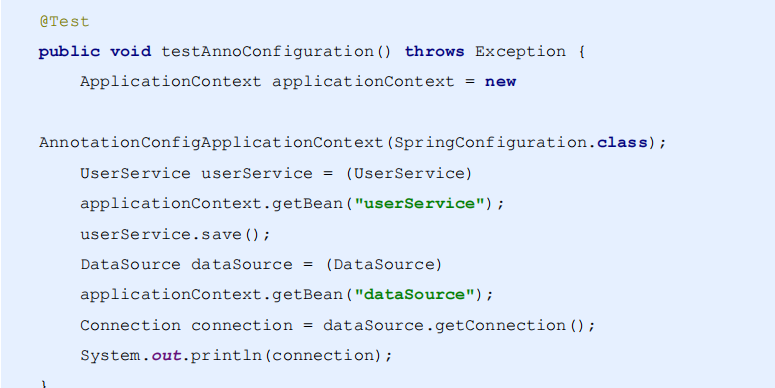 @Test
public void testAnnoConfiguration() throws Exception {
ApplicationContext applicationContext = new
AnnotationConfigApplicationContext(SpringConfiguration.class);
UserService userService = (UserService)
applicationContext.getBean("userService");
userService.save();
DataSource dataSource = (DataSource)
applicationContext.getBean("dataSource");
Connection connection = dataSource.getConnection();
System.out.println(connection);
}